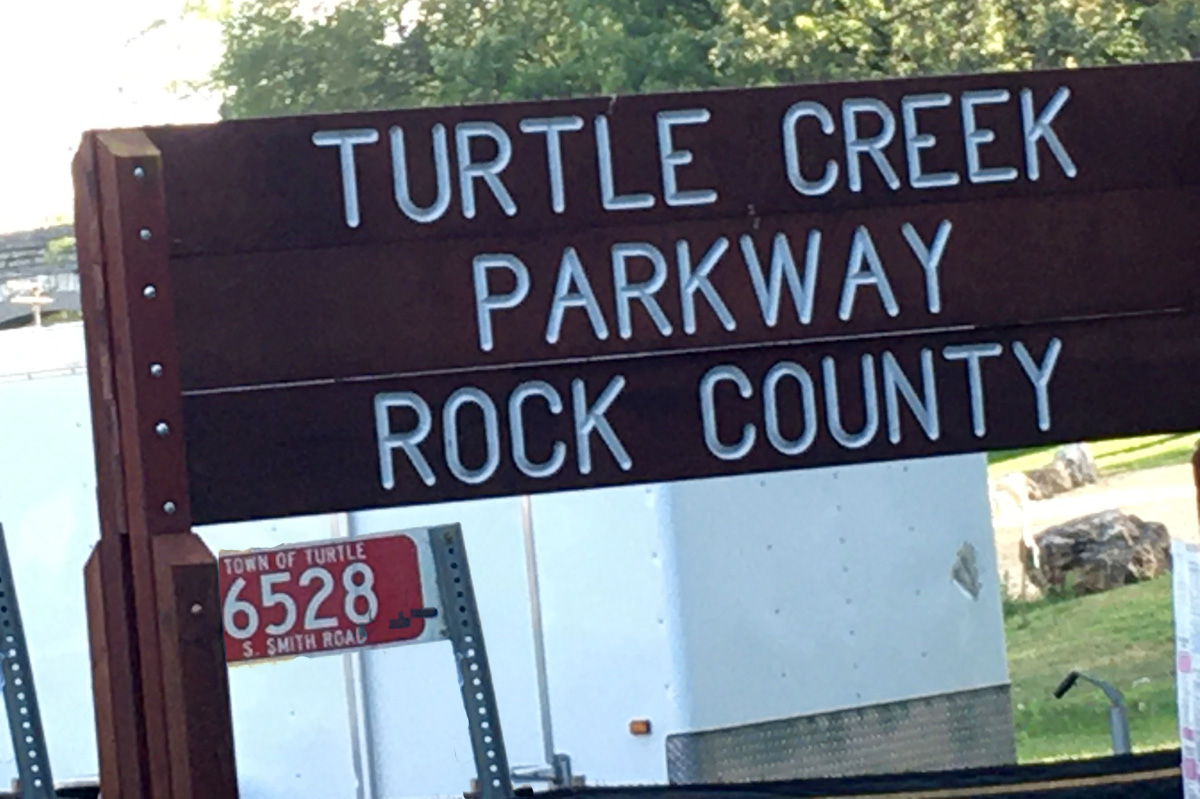 TURTLE CREEK
PARKWAY
ROCK COUNTY
TOWN OF TURTLE
6528
S. SMITH ROAD